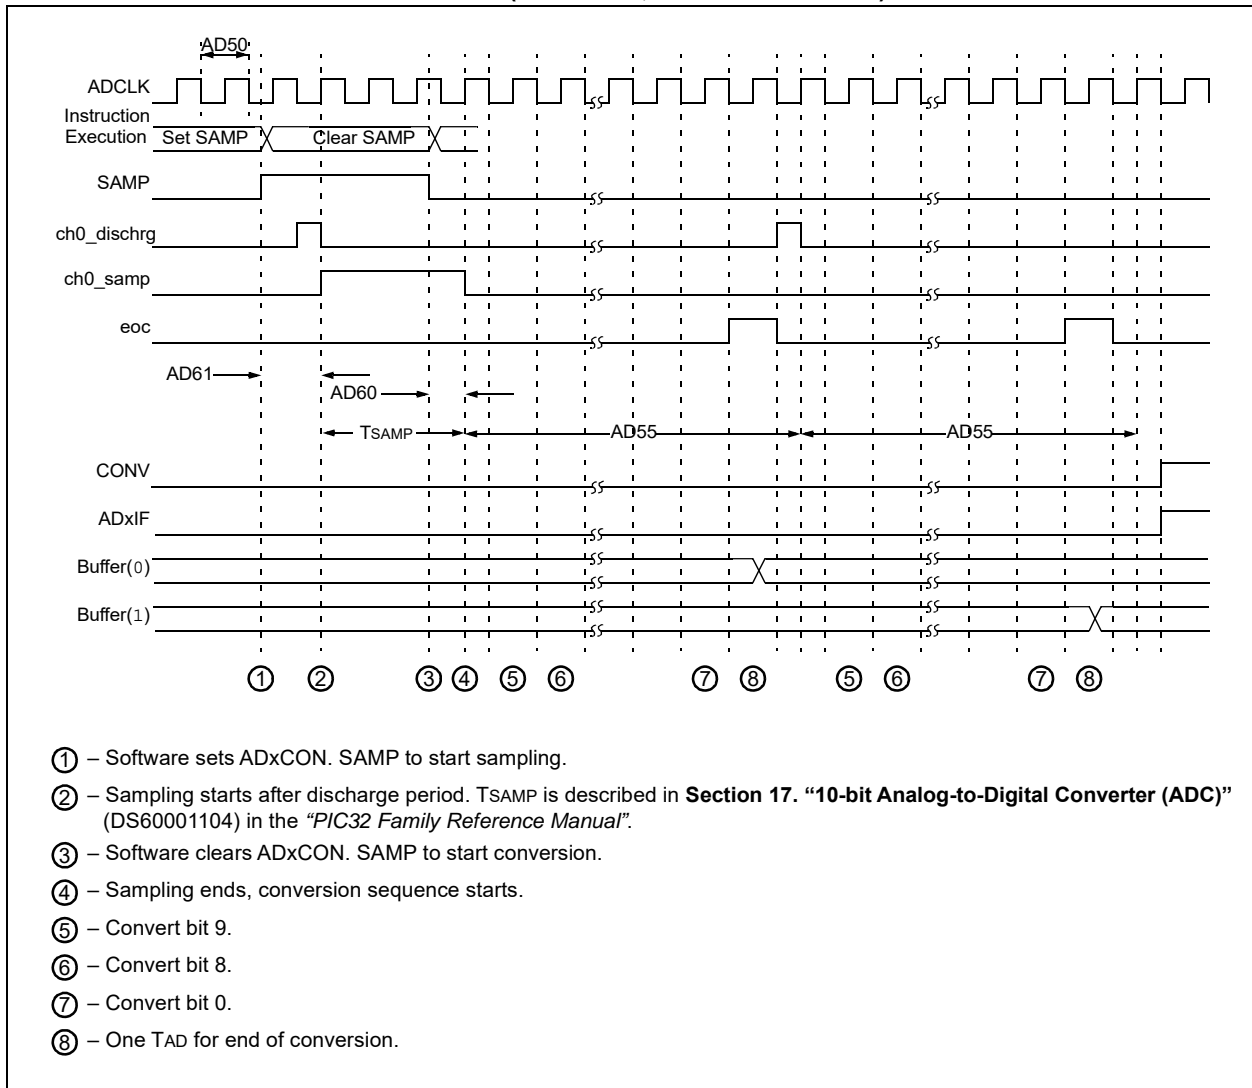 AD50
ADCLK
Instruction
Execution
Set SAMP
Clear SAMP
SAMP
ch0_dischrg
ch0_samp
eoc
AD61
AD60
TSAMP
AD55
AD55
CONV
ADxIF
Buffer(0)
Buffer(1)
1 2 3 4 5 6 7 8 5 6 7 8
1 – Software sets ADxCON. SAMP to start sampling.
2 – Sampling starts after discharge period. TSAMP is described in Section 17. “10-bit Analog-to-Digital Converter (ADC)”
(DS60001104) in the “PIC32 Family Reference Manual”.
3 – Software clears ADxCON. SAMP to start conversion.
4 – Sampling ends, conversion sequence starts.
5 – Convert bit 9.
6 – Convert bit 8.
7 – Convert bit 0.
8 – One TAD for end of conversion.